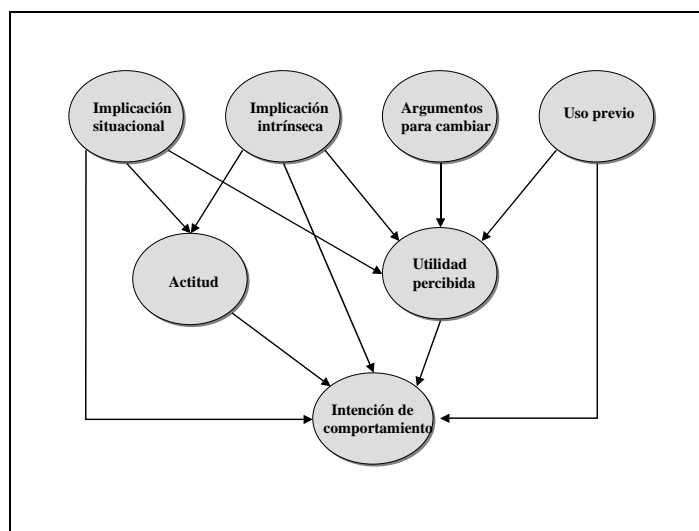 Implicación
situacional
Implicación
intrínseca
Argumentos
para cambiar
Uso previo
Actitud
Utilidad
percibida
Intención de
comportamiento